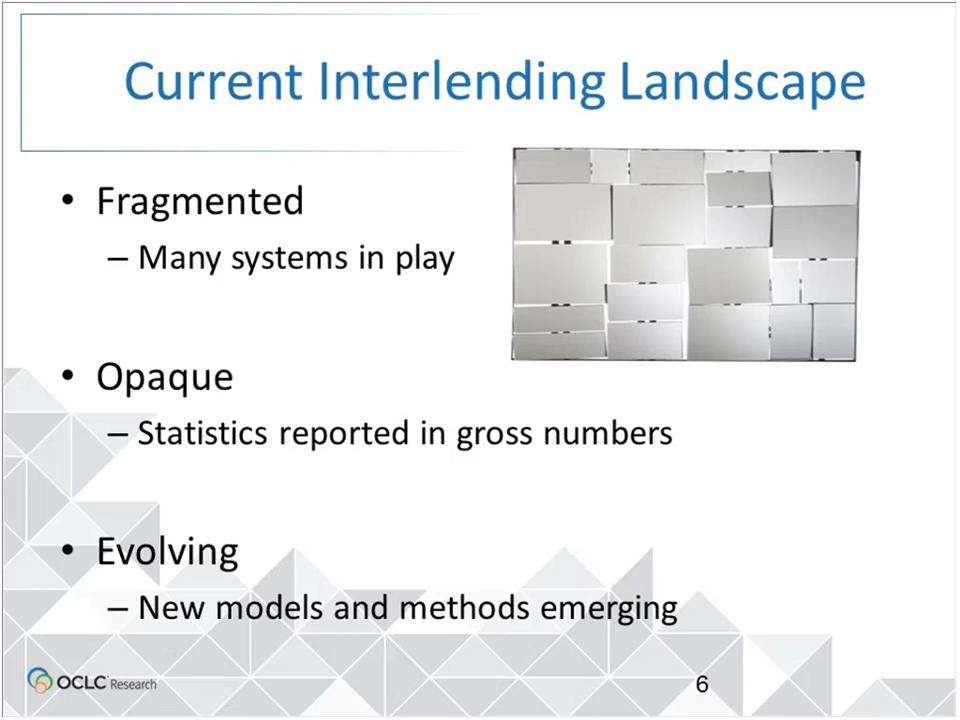 Current Interlending Landscape
• Fragmented
– Many systems in play
• Opaque
– Statistics reported in gross numbers
• Evolving
– New models and methods emerging
OCLC Research
6